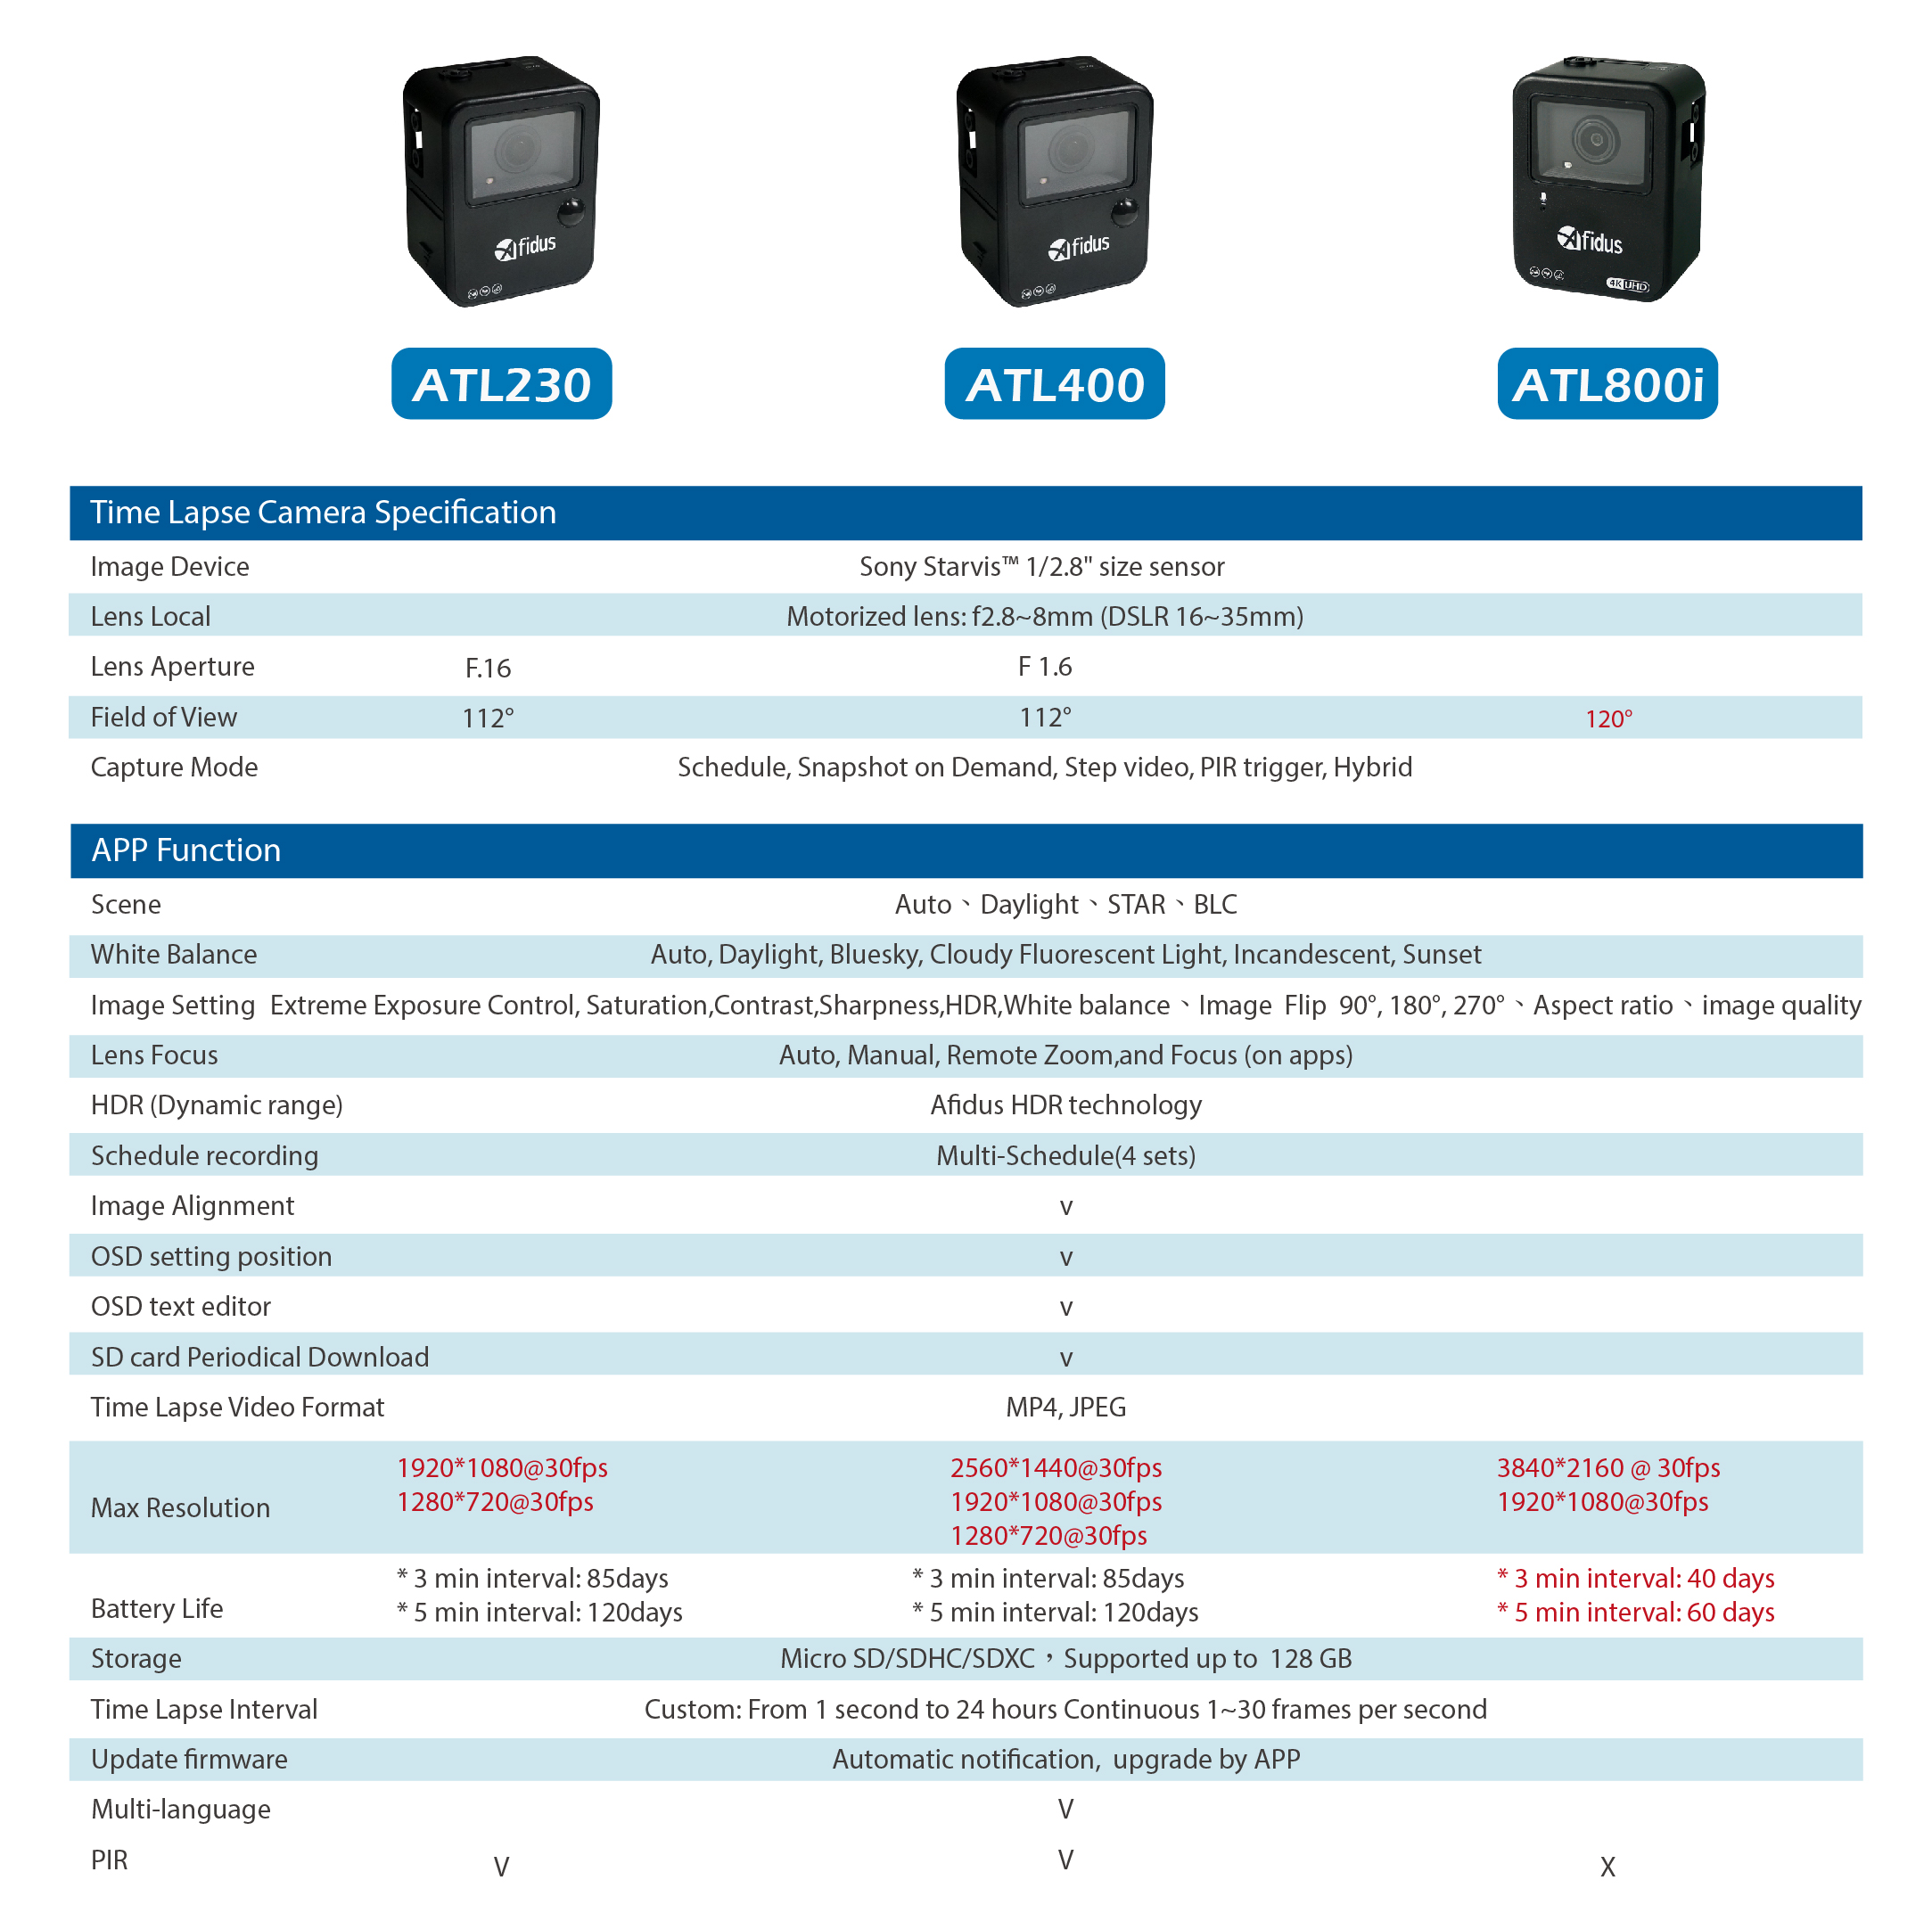 Afidus
Afidus
Afidus
4K UHD
ATL230
ATL400
ATL800i
Time Lapse Camera Specification
Image Device Sony Starvis™ 1/2.8" size sensor
Lens Local Motorized lens: f2.8~8mm (DSLR 16~35mm)
Lens Aperture F.16 F 1.6
Field of View 112° 112° 120°
Capture Mode Schedule, Snapshot on Demand, Step video, PIR trigger, Hybrid
APP Function
Scene Auto、Daylight、STAR、BLC
White Balance Auto, Daylight, Bluesky, Cloudy Fluorescent Light, Incandescent, Sunset
Image Setting Extreme Exposure Control, Saturation,Contrast,Sharpness,HDR,White balance、Image Flip 90°, 180°, 270°、Aspect ratio、image quality
Lens Focus Auto, Manual, Remote Zoom,and Focus (on apps)
HDR (Dynamic range) Afidus HDR technology
Schedule recording Multi-Schedule(4 sets)
Image Alignment v
OSD setting position v
OSD text editor v
SD card Periodical Download v
Time Lapse Video Format MP4, JPEG
Max Resolution
1920*1080@30fps 2560*1440@30fps 3840*2160 @ 30fps
1280*720@30fps 1920*1080@30fps 1920*1080@30fps
1280*720@30fps
Battery Life
* 3 min interval: 85days * 3 min interval: 85days * 3 min interval: 40 days
* 5 min interval: 120days * 5 min interval: 120days * 5 min interval: 60 days
Storage Micro SD/SDHC/SDXC，Supported up to 128 GB
Time Lapse Interval Custom: From 1 second to 24 hours Continuous 1~30 frames per second
Update firmware Automatic notification, upgrade by APP
Multi-language V
PIR V V X